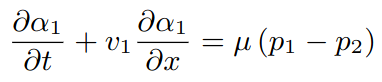 ∂α₁/∂t + v₁ ∂α₁/∂x = μ (p₁ − p₂)